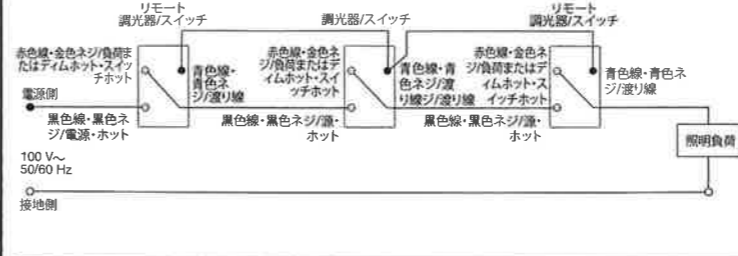 リモート
調光器/スイッチ
調光器/スイッチ
リモート
調光器/スイッチ
赤色線・金色ネジ/負荷ま
たはディムホット・スイッ
チホット
青色線・
青色ネ
ジ/渡り線
赤色線・金色ネ
ジ/負荷またはデ
ィムホット・スイ
ッチホット
青色線・青
色ネジ/渡
り線ジ/渡り線
赤色線・金色ネ
ジ/負荷またはデ
ィムホット・ス
イッチホット
青色線・青色ネ
ジ/渡り線
電源側
黒色線・黒色ネ
ジ/電源・ホット
黒色線・黒色ネジ/源・
ホット
黒色線・黒色ネジ/源・
ホット
照明負荷
100 V～
50/60 Hz
接地側